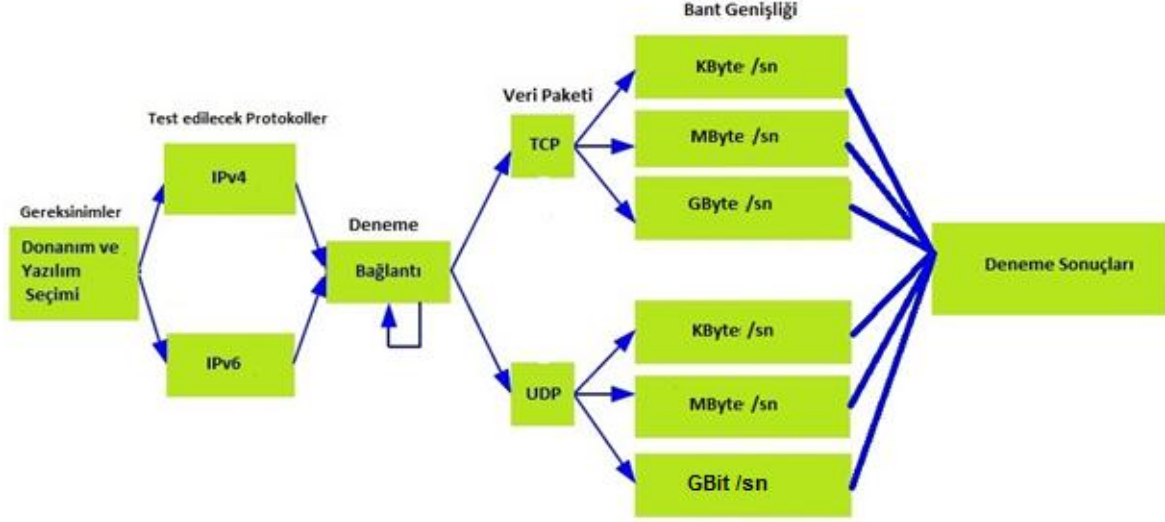 Bant Genişliği
KByte /sn
Veri Paketi
MByte /sn
TCP
Test edilecek Protokoller
IPv4
GByte /sn
Gereksinimler
Deneme
Donanım ve
Yazılım
Seçimi
Bağlantı
Deneme Sonuçları
KByte /sn
IPv6
UDP
MByte /sn
GBit /sn